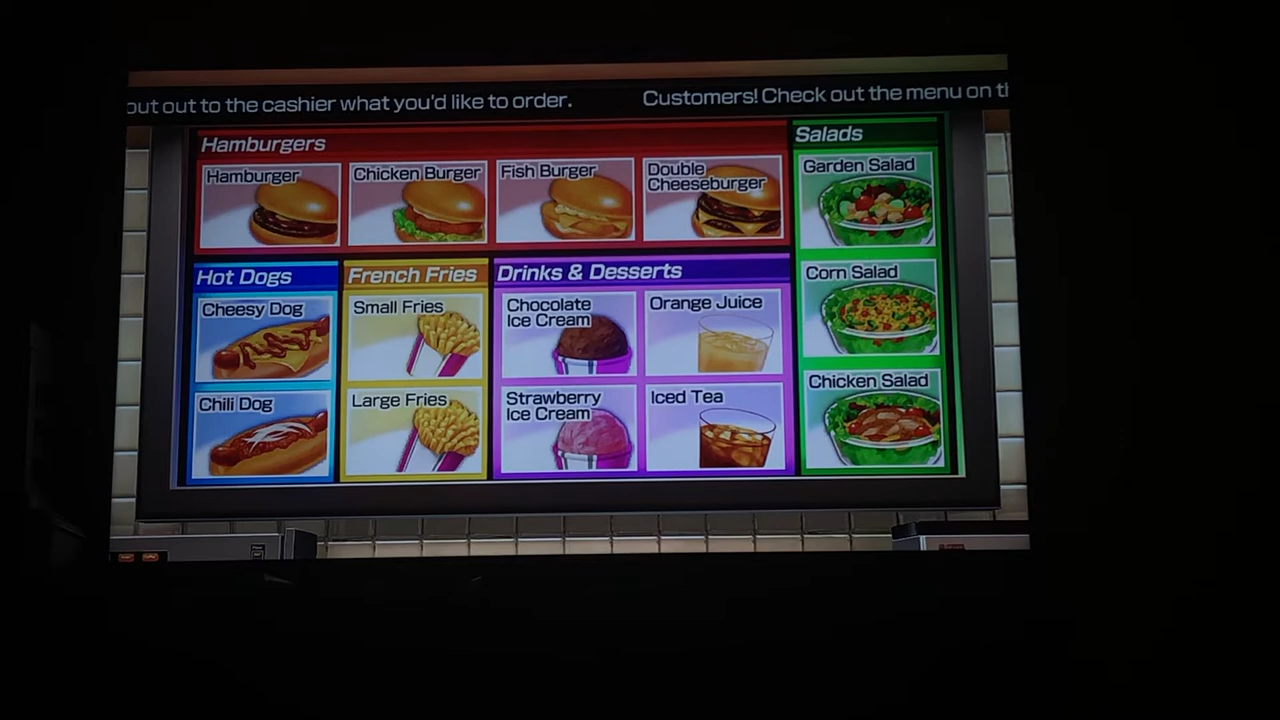 out out to the cashier what you'd like to order. Customers! Check out the menu on th
Hamburgers
Hamburger
Chicken Burger
Fish Burger
Double
Cheeseburger
Salads
Garden Salad
Corn Salad
Chicken Salad
Hot Dogs
Cheesy Dog
Chili Dog
French Fries
Small Fries
Large Fries
Drinks & Desserts
Chocolate
Ice Cream
Orange Juice
Strawberry
Ice Cream
Iced Tea